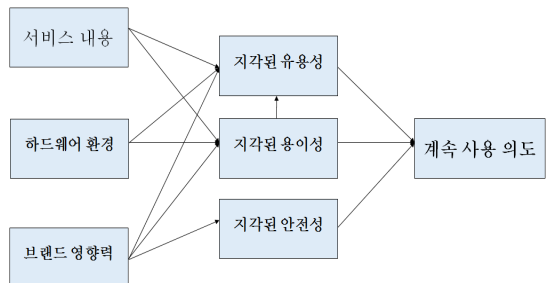 서비스 내용
지각된 유용성
하드웨어 환경
지각된 용이성
계속 사용 의도
지각된 안전성
브랜드 영향력